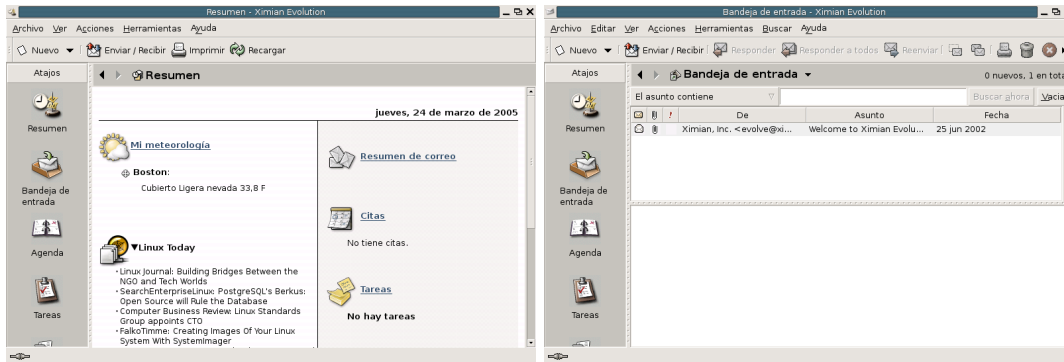 Resumen - Ximian Evolution
Archivo Ver Acciones Herramientas Ayuda
Nuevo Enviar / Recibir Imprimir Recargar
Atajos
Resumen
Resumen
Bandeja de entrada
Agenda
Tareas
jueves, 24 de marzo de 2005
Mi meteorología
Boston:
Cubierto Ligera nevada 33,8 F
Linux Today
Linux Journal: Building Bridges Between the
NGO and Tech Worlds
SearchEnterpriseLinux: PostgreSQL's Berkus:
Open Source will Rule the Database
Computer Business Review: Linux Standards
Group appoints CTO
FalkoTimme: Creating Images Of Your Linux
System With SystemImager
Resumen de correo
Citas
No tiene citas.
Tareas
No hay tareas
Bandeja de entrada - Ximian Evolution
Archivo Editar Ver Acciones Herramientas Buscar Ayuda
Nuevo Enviar / Recibir Responder Responder a todos Reenviar
Atajos
Bandeja de entrada
0 nuevos, 1 en tota
El asunto contiene Buscar ahora Vacia
De Asunto Fecha
Ximian, Inc. <evolve@xi... Welcome to Ximian Evolu... 25 jun 2002
Resumen
Bandeja de
entrada
Agenda
Tareas